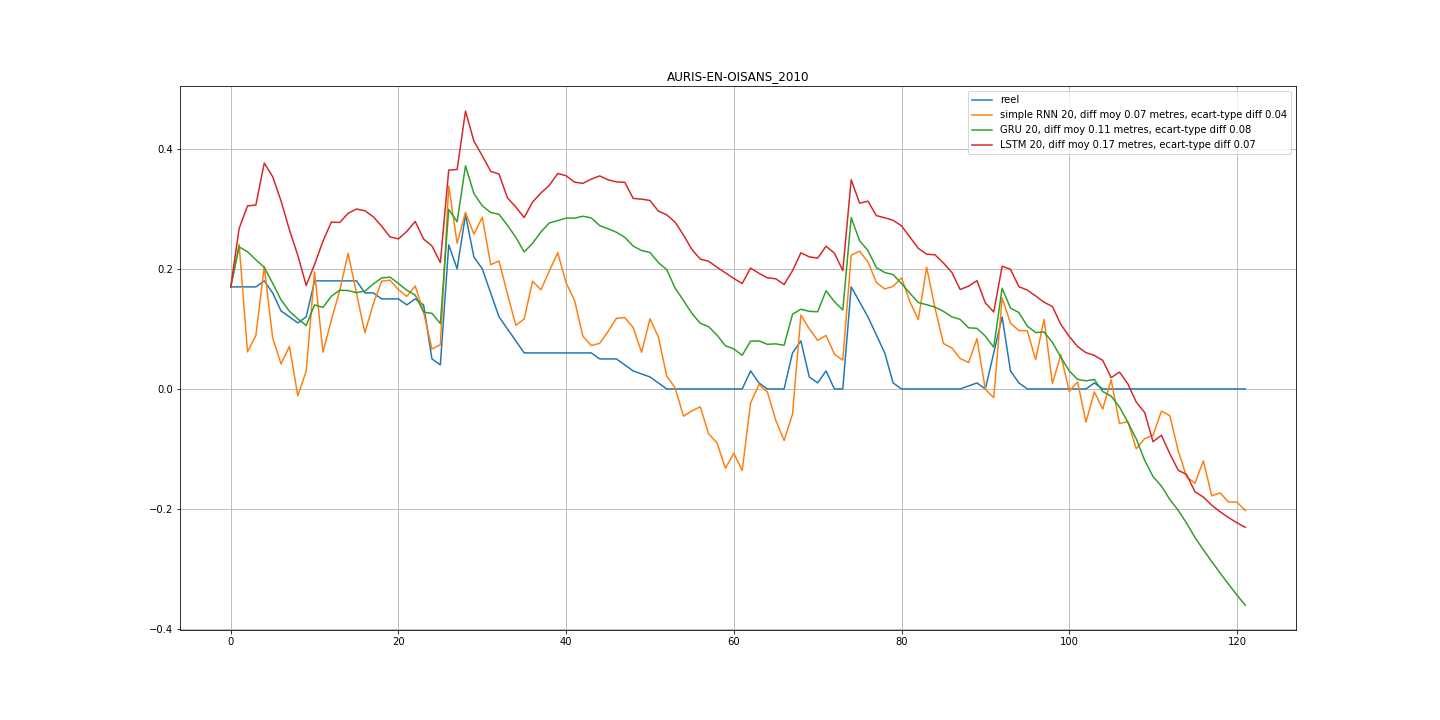 AURIS-EN-OISANS_2010
reel
simple RNN 20, diff moy 0.07 metres, ecart-type diff 0.04
GRU 20, diff moy 0.11 metres, ecart-type diff 0.08
LSTM 20, diff moy 0.17 metres, ecart-type diff 0.07
0.4
0.2
0.0
−0.2
−0.4
0 20 40 60 80 100 120